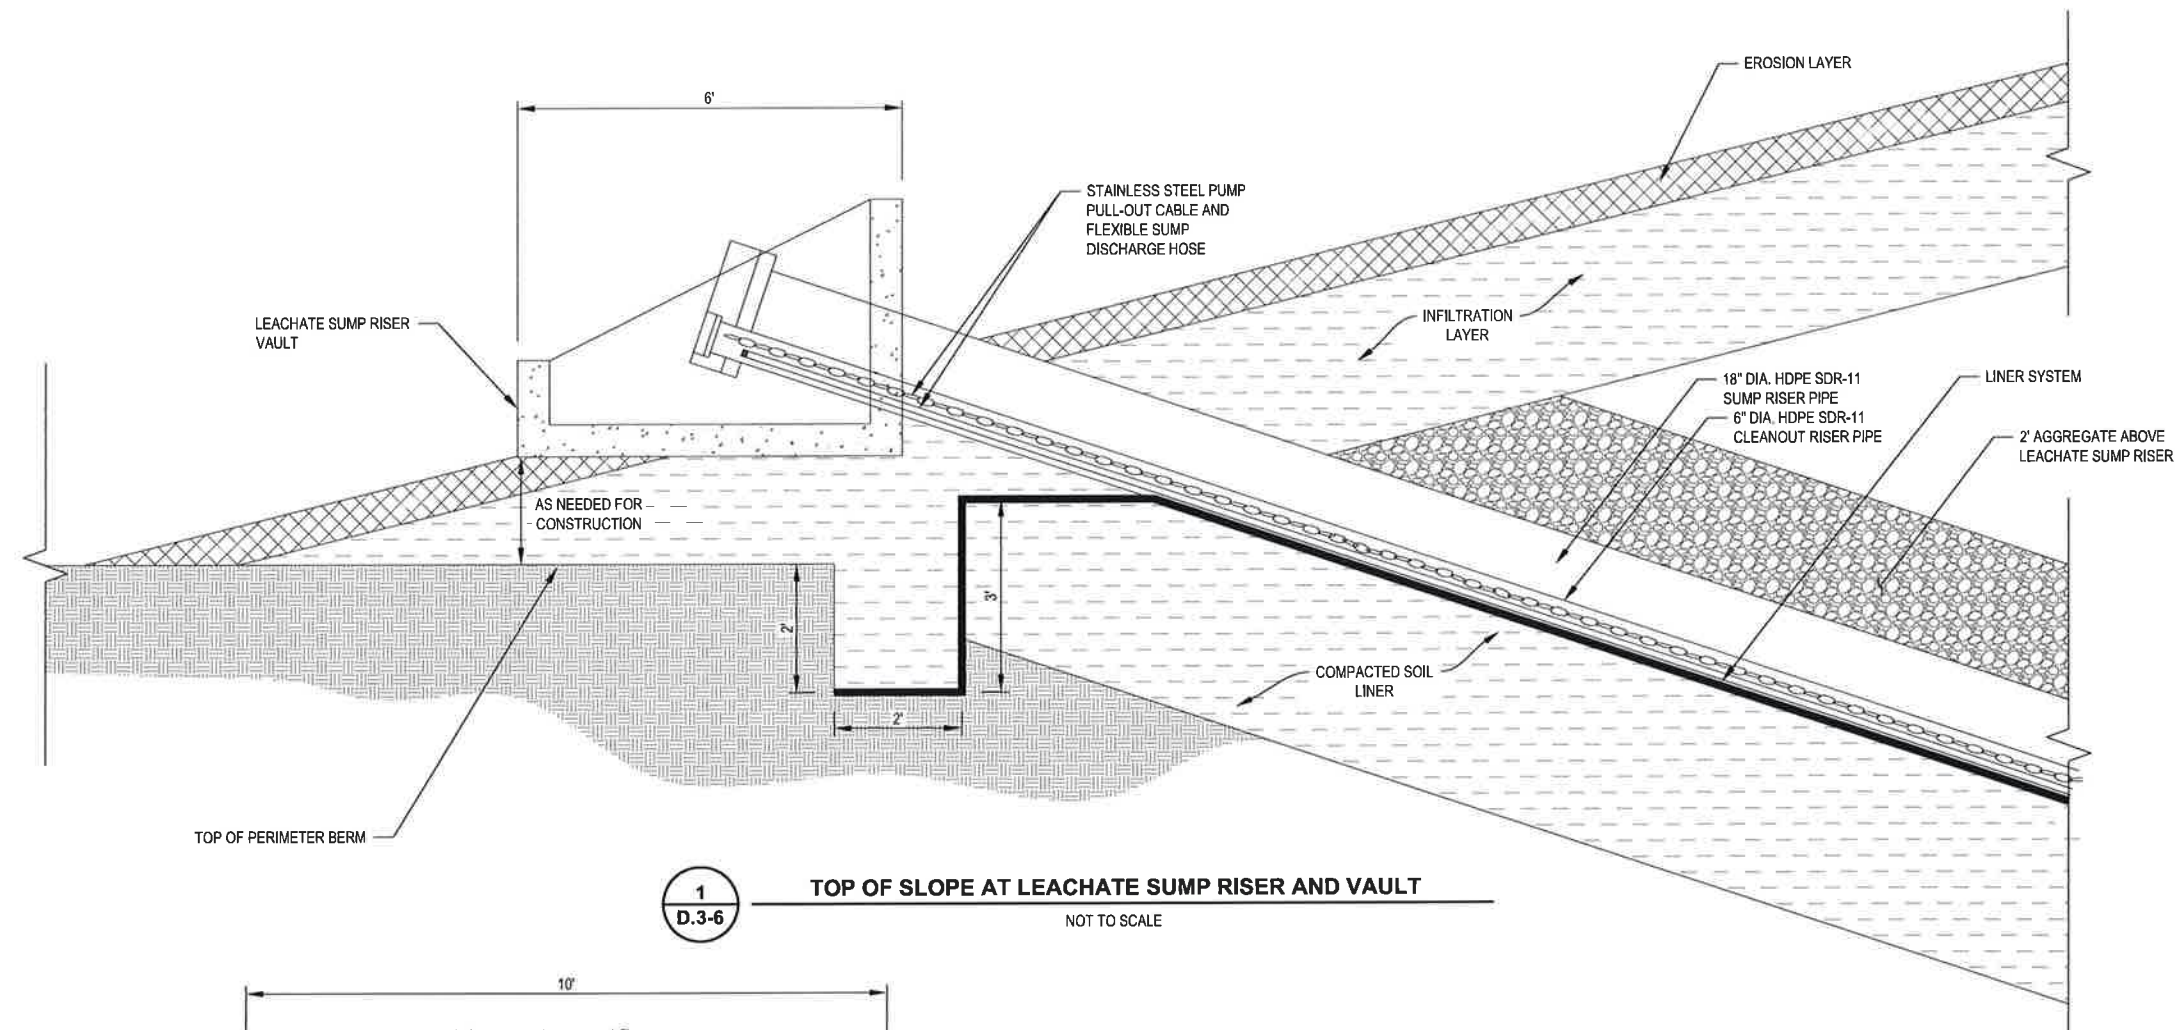 EROSION LAYER
6'
STAINLESS STEEL PUMP
PULL-OUT CABLE AND
FLEXIBLE SUMP
DISCHARGE HOSE
LEACHATE SUMP RISER
VAULT
INFILTRATION
LAYER
18" DIA. HDPE SDR-11
SUMP RISER PIPE
6" DIA. HDPE SDR-11
CLEANOUT RISER PIPE
LINER SYSTEM
2' AGGREGATE ABOVE
LEACHATE SUMP RISER
AS NEEDED FOR
CONSTRUCTION
2'
3'
2'
COMPACTED SOIL
LINER
TOP OF PERIMETER BERM
1
D.3-6
TOP OF SLOPE AT LEACHATE SUMP RISER AND VAULT
NOT TO SCALE
10'